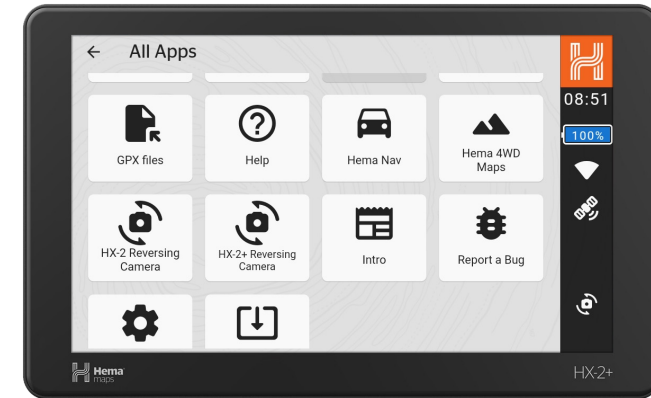 ← All Apps
08:51
100%
GPX files
Help
Hema Nav
Hema 4WD
Maps
HX-2 Reversing
Camera
HX-2+ Reversing
Camera
Intro
Report a Bug
Hema
maps
HX-2+